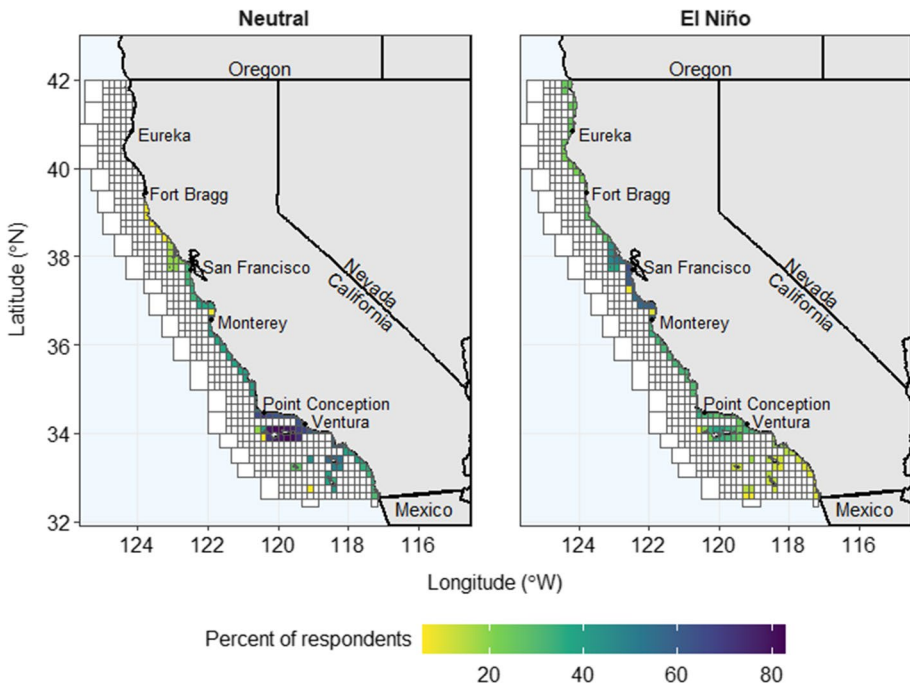 Neutral
El Niño
Oregon
Eureka
Fort Bragg
San Francisco
Nevada
California
Monterey
Point Conception
Ventura
Mexico
Oregon
Eureka
Fort Bragg
San Francisco
Nevada
California
Monterey
Point Conception
Ventura
Mexico
Latitude (°N)
42
40
38
36
34
32
124
122
120
118
116
124
122
120
118
116
Longitude (°W)
Percent of respondents
20
40
60
80